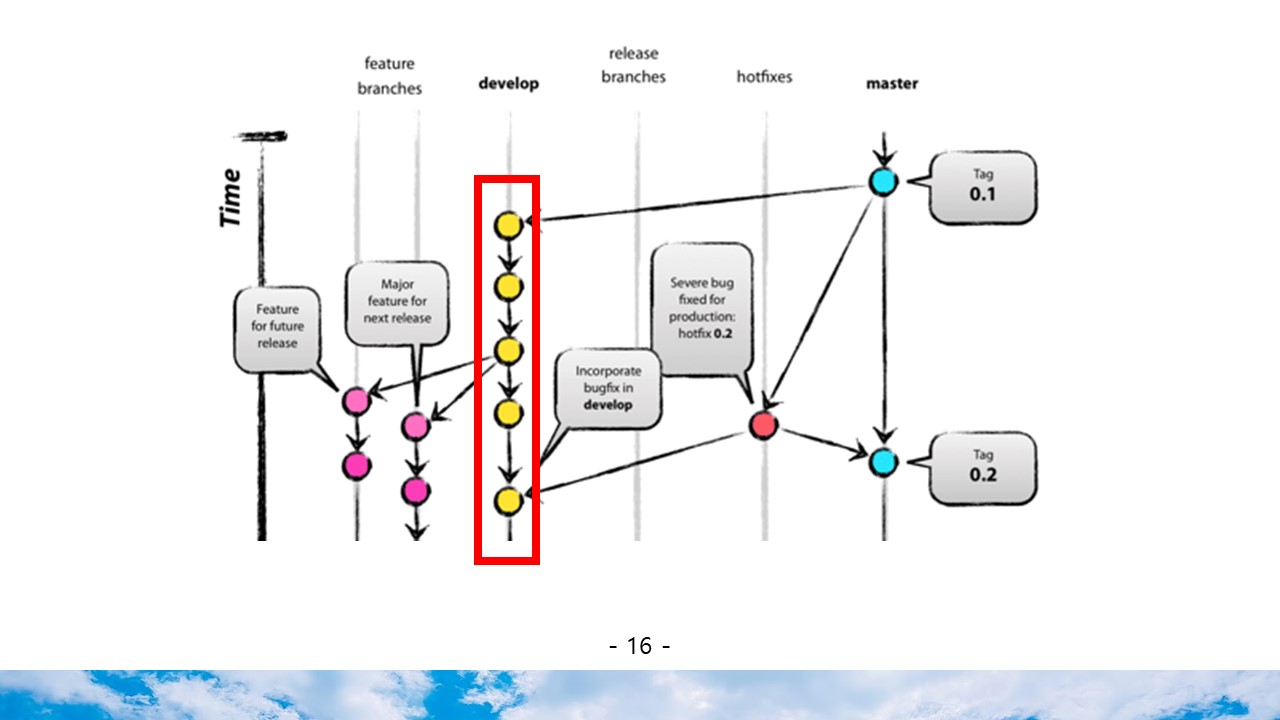 feature
branches
develop
release
branches
hotfixes
master
Time
Tag
0.1
Major
feature for
next release
Feature
for future
release
Severe bug
fixed for
production:
hotfix 0.2
Incorporate
bugfix in
develop
Tag
0.2
- 16 -